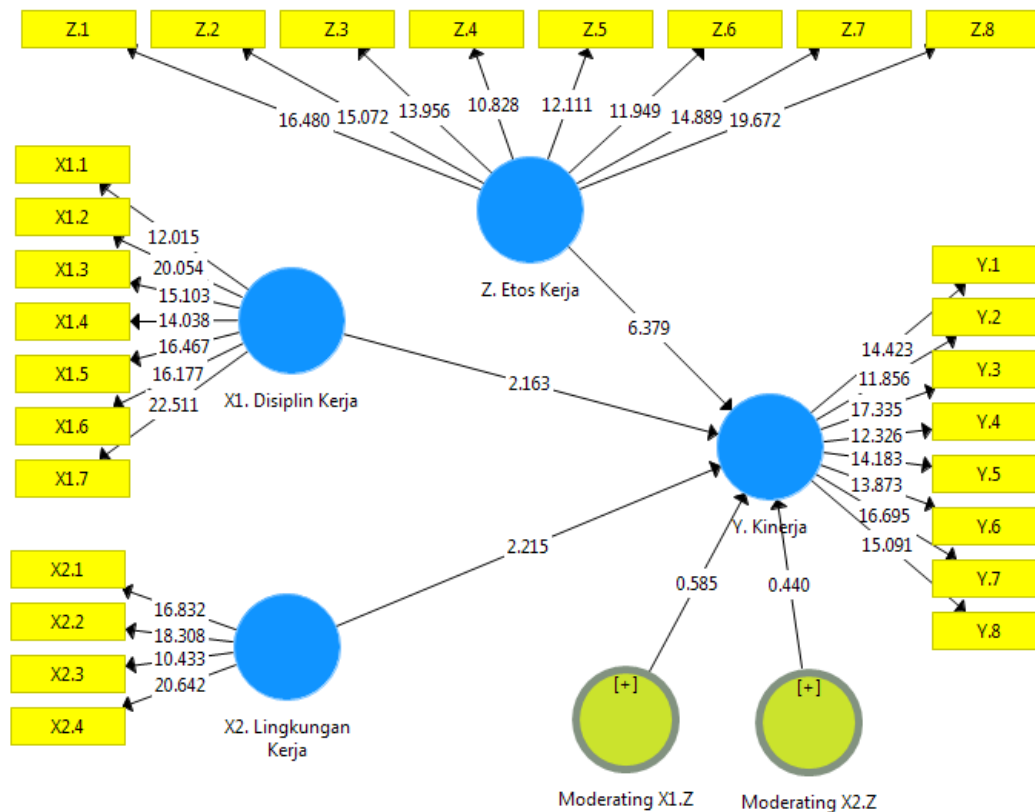 Z.1 Z.2 Z.3 Z.4 Z.5 Z.6 Z.7 Z.8
16.480 15.072 13.956 10.828 12.111 11.949 14.889 19.672
Z. Etos Kerja
X1.1
X1.2
X1.3
X1.4
X1.5
X1.6
X1.7
12.015
20.054
15.103
14.038
16.467
16.177
22.511
X1. Disiplin Kerja
6.379
2.163
2.215
Y.1
Y.2
Y.3
Y.4
Y.5
Y.6
Y.7
Y.8
14.423
11.856
17.335
12.326
14.183
13.873
16.695
15.091
Y. Kinerja
X2.1
X2.2
X2.3
X2.4
16.832
18.308
10.433
20.642
X2. Lingkungan
Kerja
0.585
0.440
[+]
Moderating X1.Z
[+]
Moderating X2.Z